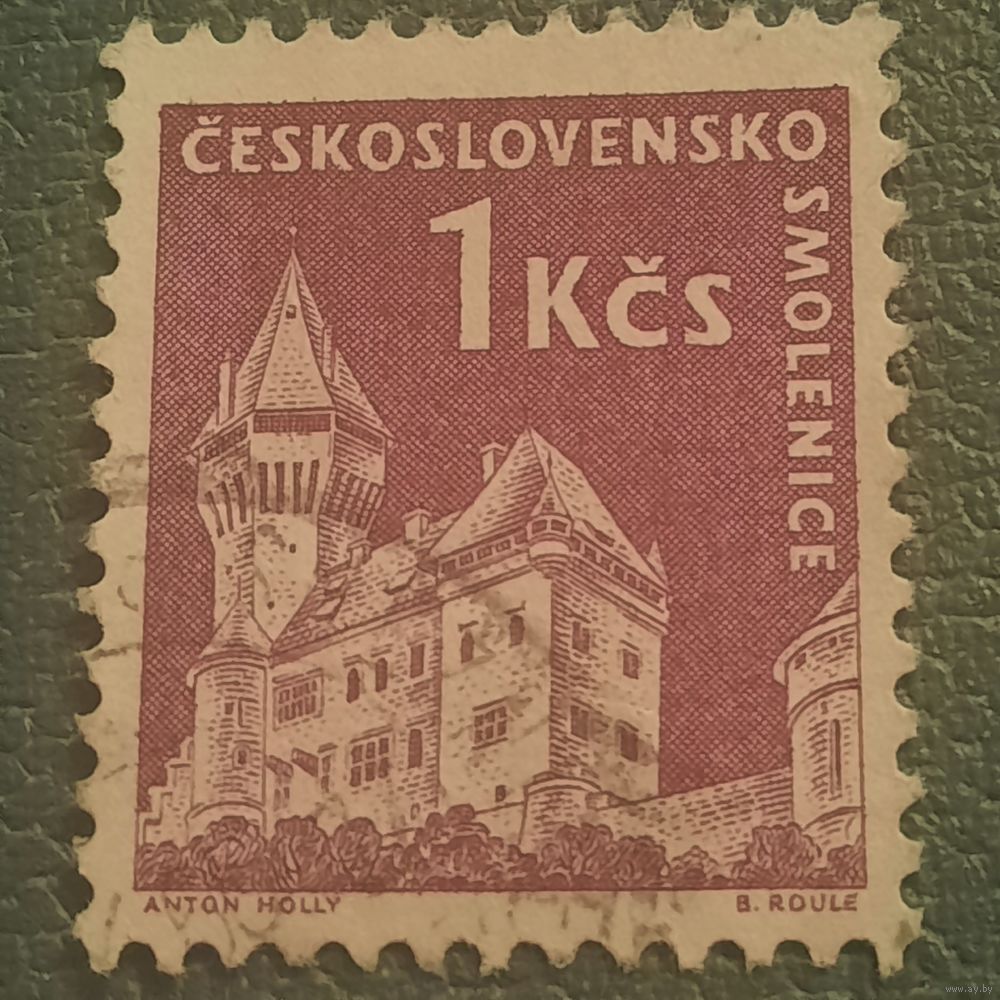 ČESKOSLOVENSKO
SMOLENICE
1 Kčs
ANTON HOLLY
B. ROULE
www.ay.by